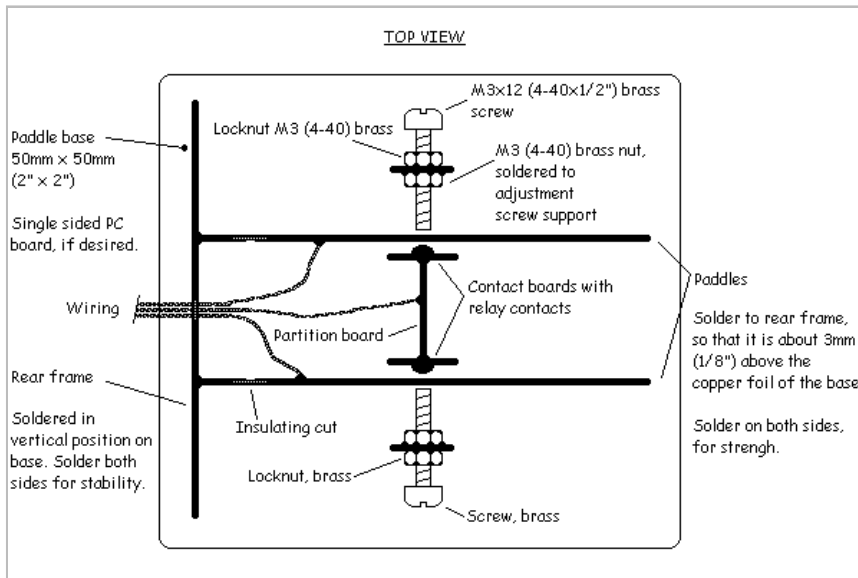 TOP VIEW
M3x12 (4-40x1/2") brass
screw
Locknut M3 (4-40) brass
M3 (4-40) brass nut,
soldered to
adjustment
screw support
Paddle base
50mm x 50mm
(2" x 2")
Single sided PC
board, if desired.
Wiring
Contact boards with
relay contacts
Partition board
Paddles
Solder to rear frame,
so that it is about 3mm
(1/8") above the
copper foil of the base
Solder on both sides,
for strengh.
Rear frame
Soldered in
vertical position on
base. Solder both
sides for stability.
Insulating cut
Locknut, brass
Screw, brass